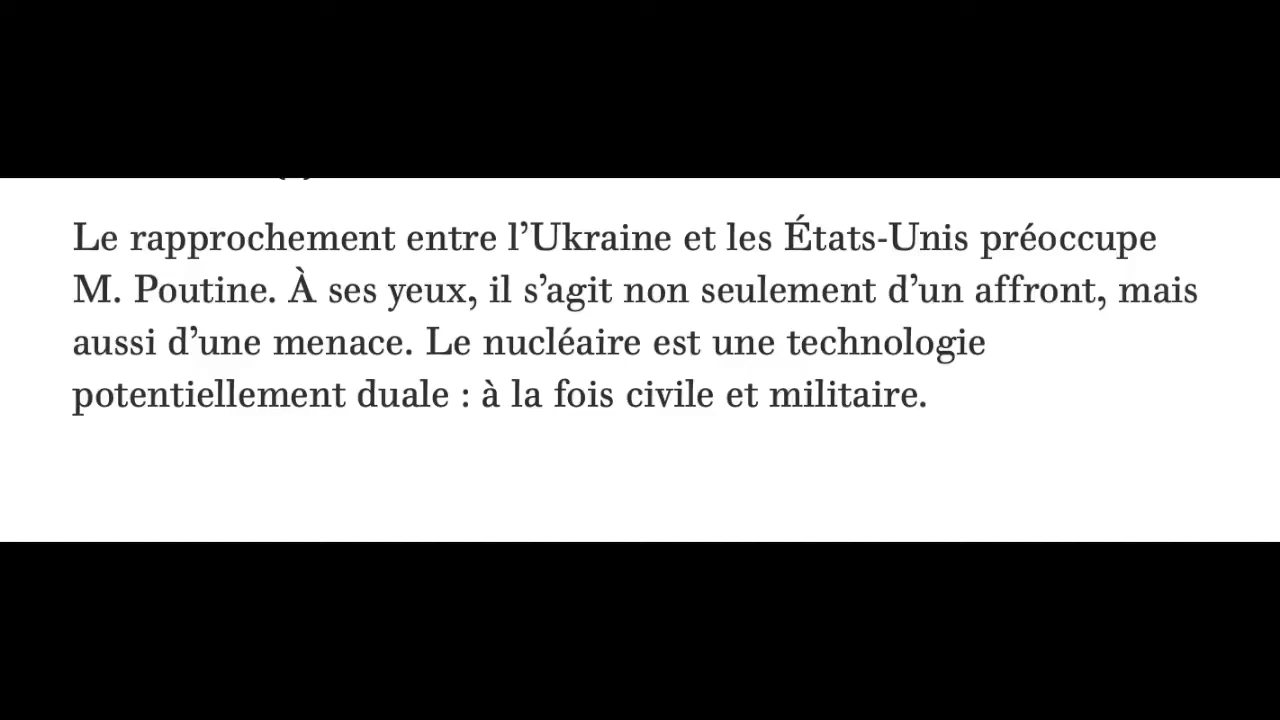 Le rapprochement entre l’Ukraine et les États-Unis préoccupe
M. Poutine. À ses yeux, il s’agit non seulement d’un affront, mais
aussi d’une menace. Le nucléaire est une technologie
potentiellement duale : à la fois civile et militaire.